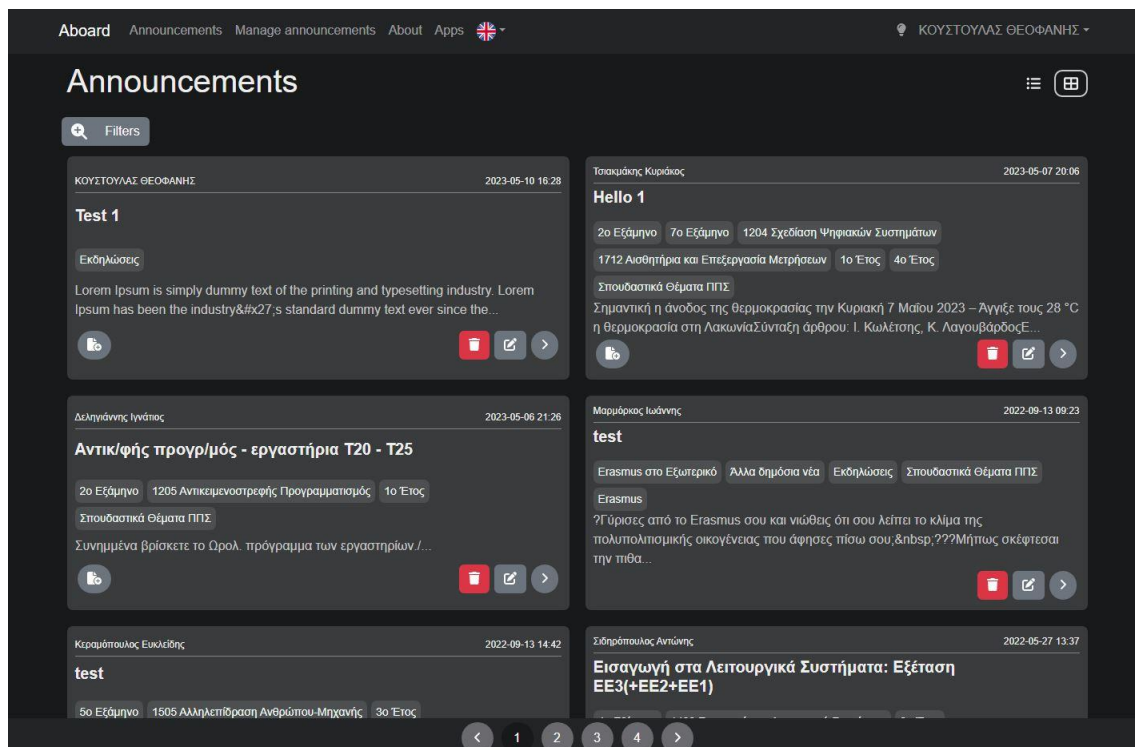 Aboard Announcements Manage announcements About Apps ΚΟΥΣΤΟΥΛΑΣ ΘΕΟΦΑΝΗΣ
Announcements
Filters
ΚΟΥΣΤΟΥΛΑΣ ΘΕΟΦΑΝΗΣ 2023-05-10 16:28
Test 1
Εκδηλώσεις
Lorem Ipsum is simply dummy text of the printing and typesetting industry. Lorem
Ipsum has been the industry&#x27;s standard dummy text ever since the...
Τσιακμάκης Κυριάκος 2023-05-07 20:06
Hello 1
2ο Εξάμηνο 7ο Εξάμηνο 1204 Σχεδίαση Ψηφιακών Συστημάτων
1712 Αισθητήρια και Επεξεργασία Μετρήσεων 1ο Έτος 4ο Έτος
Σπουδαστικά Θέματα ΠΠΣ
Σημαντική η άνοδος της θερμοκρασίας την Κυριακή 7 Μαΐου 2023 – Άγγιξε τους 28 °C
η θερμοκρασία στη ΛακωνίαΣύνταξη άρθρου: Ι. Κωλέτσης, Κ. ΛαγουβάρδοςΕ...
Δεληγιάννης Ιγνάτιος 2023-05-06 21:26
Αντικ/φής προγρ/μός - εργαστήρια Τ20 - Τ25
2ο Εξάμηνο 1205 Αντικειμενοστρεφής Προγραμματισμός 1ο Έτος
Σπουδαστικά Θέματα ΠΠΣ
Συνημμένα βρίσκετε το Ωρολ. πρόγραμμα των εργαστηρίων./...
Μαρμόρκος Ιωάννης 2022-09-13 09:23
test
Erasmus στο Εξωτερικό Άλλα δημόσια νέα Εκδηλώσεις Σπουδαστικά Θέματα ΠΠΣ
Erasmus
?Γύρισες από το Erasmus σου και νιώθεις ότι σου λείπει το κλίμα της
πολυπολιτισμικής οικογένειας που άφησες πίσω σου;&nbsp;???Μήπως σκέφτεσαι
την πιθα...
Κεραμόπουλος Ευκλείδης 2022-09-13 14:42
test
5ο Εξάμηνο 1505 Αλληλεπίδραση Ανθρώπου-Μηχανής 3ο Έτος
Σιδηρόπουλος Αντώνης 2022-05-27 13:37
Εισαγωγή στα Λειτουργικά Συστήματα: Εξέταση
ΕΕ3(+ΕΕ2+ΕΕ1)
1 2 3 4